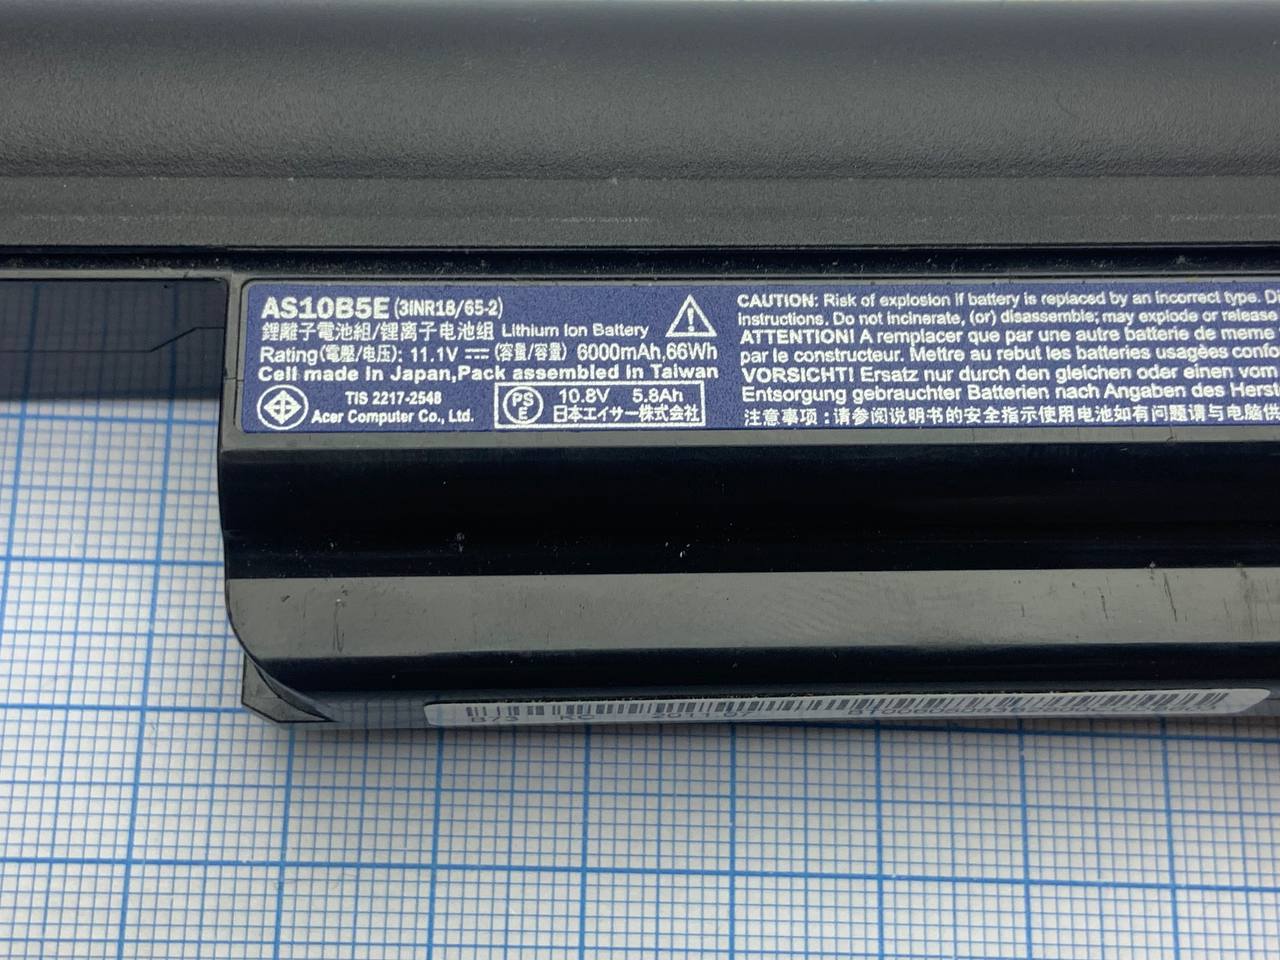 AS10B5E (3INR18/65-2)
鋰離子電池組/锂离子电池组 Lithium Ion Battery
Rating(電壓/电压): 11.1V (容量/容量) 6000mAh,66Wh
Cell made In Japan,Pack assembled In Taiwan
TIS 2217-2548
Acer Computer Co., Ltd.
PS
E
10.8V 5.8Ah
日本エイサー株式会社
CAUTION: Risk of explosion if battery is replaced by an incorrect type.
instructions. Do not incinerate, (or) disassemble; may explode or release
ATTENTION! A remplacer que par une autre batterie de meme
par le constructeur. Mettre au rebut les batteries usagées
VORSICHT! Ersatz nur durch den gleichen oder einen vom
Entsorgung gebrauchter Batterien nach Angaben des
注意事项:请参阅说明书的安全指示使用电池如有问题请与电脑供
B73 RC 2011.07